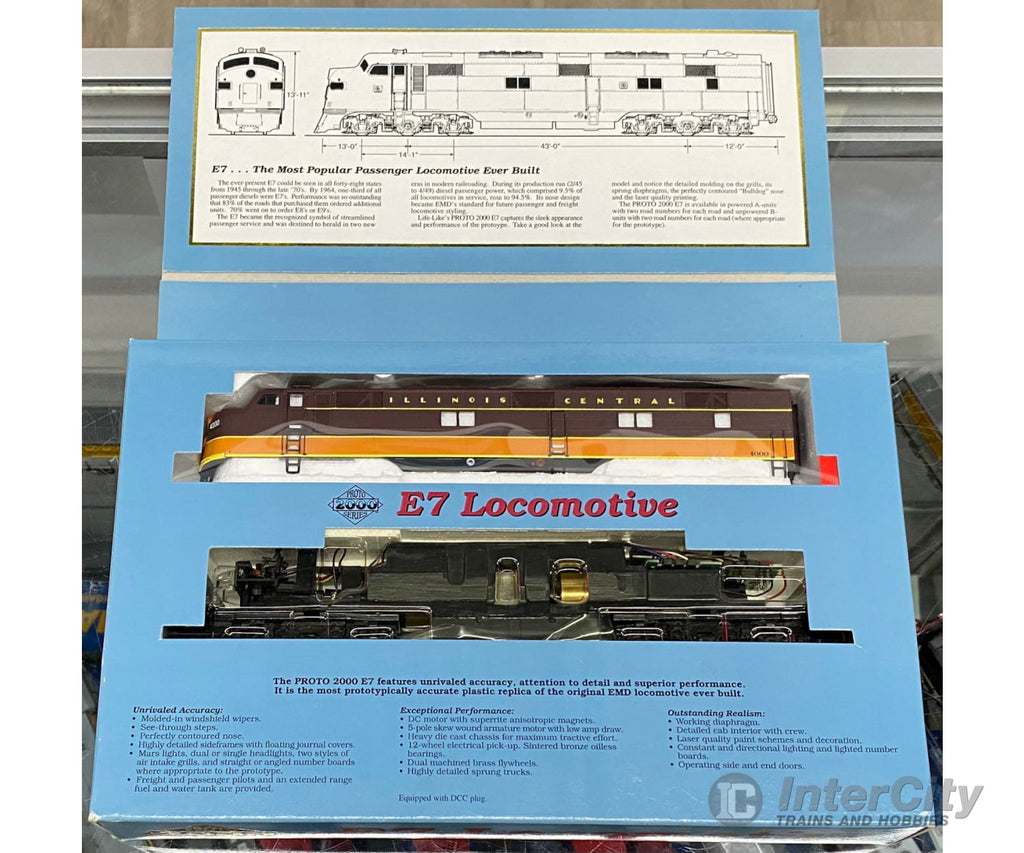 13'-11"
13'-0"
43'-0"
12'-0"
14'-1"
E7 . . . The Most Popular Passenger Locomotive Ever Built
The ever-present E7 could be seen in all forty-eight states
from 1945 through the late '70's. By 1964, one-third of all
passenger diesels were E7's. Performance was so outstanding
that 83% of the roads that purchased them ordered additional
units. 70% went on to order E8's or E9's.
The E7 became the recognized symbol of streamlined
passenger service and was destined to herald in two new
eras in modern railroading. During its production run (2/45
to 4/49) diesel passenger power, which comprised 9.5% of
all locomotives in service, rose to 94.5%. Its nose design
became EMD's standard for future passenger and freight
locomotive styling.
Life-Like's PROTO 2000 E7 captures the sleek appearance
and performance of the protoype. Take a good look at the
model and notice the detailed molding on the grills, its
sprung diaphragms, the perfectly contoured "Bulldog" nose
and the laser quality printing.
The PROTO 2000 E7 is available in powered A-units
with two road numbers for each road and unpowered B-
units with two road numbers for each road (where appropriate
for the prototype).
ILLINOIS CENTRAL
4000
4000
PROTO
2000
SERIES
E7 Locomotive
The PROTO 2000 E7 features unrivaled accuracy, attention to detail and superior performance.
It is the most prototypically accurate plastic replica of the original EMD locomotive ever built.
Unrivaled Accuracy:
• Molded-in windshield wipers.
• See-through steps.
• Perfectly contoured nose.
• Highly detailed sideframes with floating journal covers.
• Mars lights, dual or single headlights, two styles of
air intake grills, and straight or angled number boards
where appropriate to the prototype.
• Freight and passenger pilots and an extended range
fuel and water tank are provided.
Exceptional Performance:
• DC motor with superrite anisotropic magnets.
• 5-pole skew wound armature motor with low amp draw.
• Heavy die cast chassis for maximum tractive effort.
• 12-wheel electrical pick-up. Sintered bronze oilless
bearings.
• Dual machined brass flywheels.
• Highly detailed sprung trucks.
Equipped with DCC plug.
Outstanding Realism:
• Working diaphragm.
• Detailed cab interior with crew.
• Laser quality paint schemes and decoration.
• Constant and directional lighting and lighted number
boards.
• Operating side and end doors.
IC InterCity
TRAINS AND HOBBIES